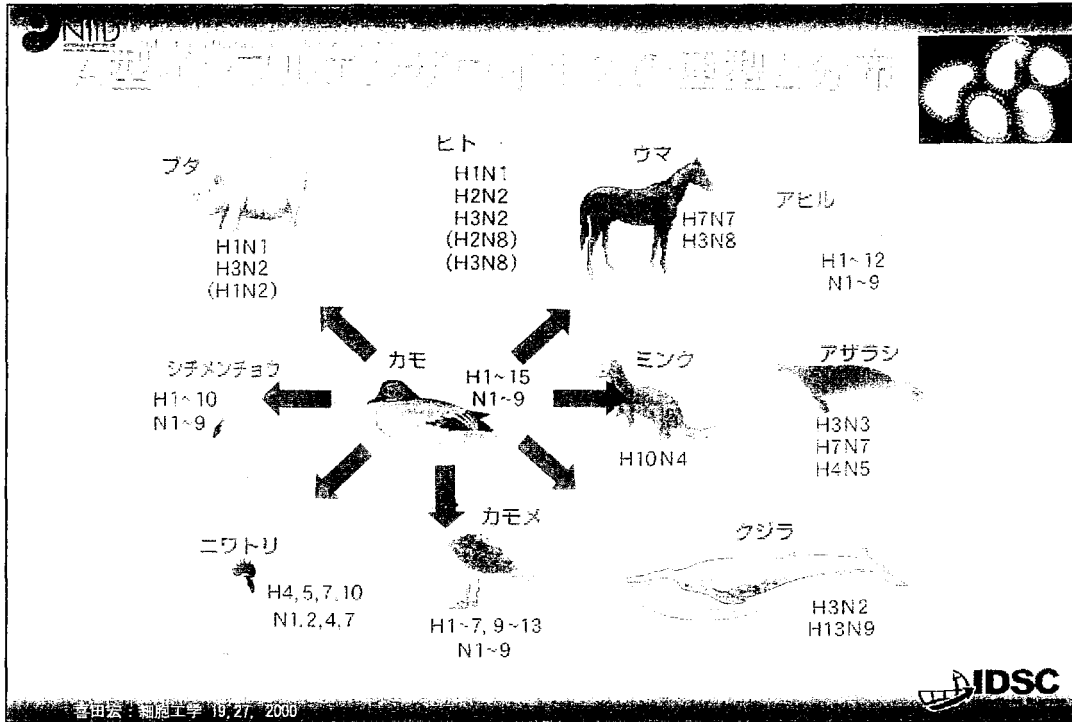 NIID
ヒト
H1N1
H2N2
H3N2
(H2N8)
(H3N8)
ブタ
H1N1
H3N2
(H1N2)
ウマ
H7N7
H3N8
アヒル
H1~12
N1~9
シチメンチョウ
H1~10
N1~9
カモ
H1~15
N1~9
ミンク
H10N4
アザラシ
H3N3
H7N7
H4N5
ニワトリ
H4,5,7,10
N1,2,4,7
カモメ
H1~7, 9~13
N1~9
クジラ
H3N2
H13N9
喜田宏:細胞工学 19,27, 2000
IDSC